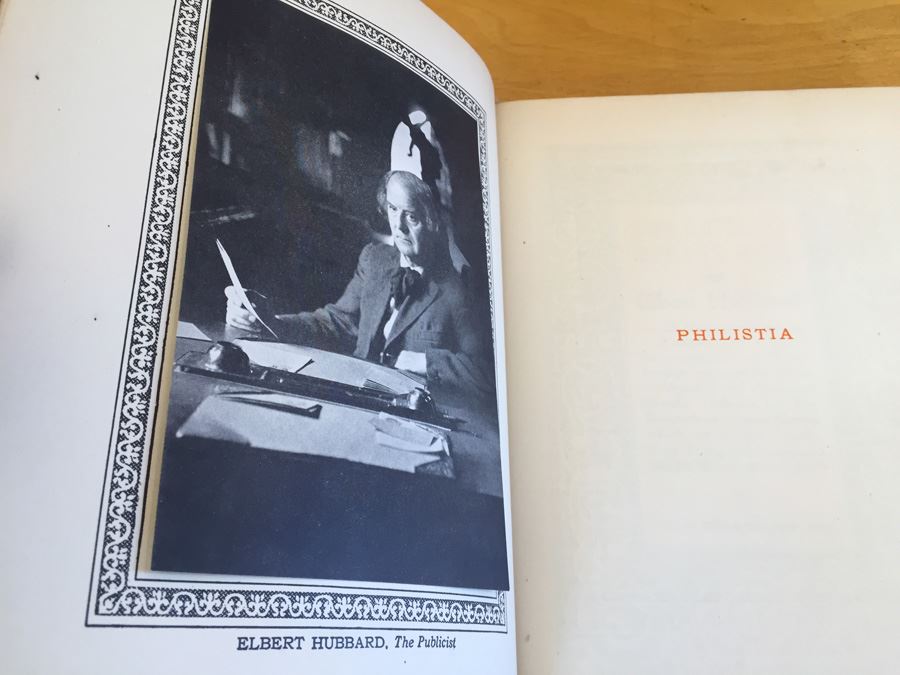 ELBERT HUBBARD, The Publicist
PHILISTIA